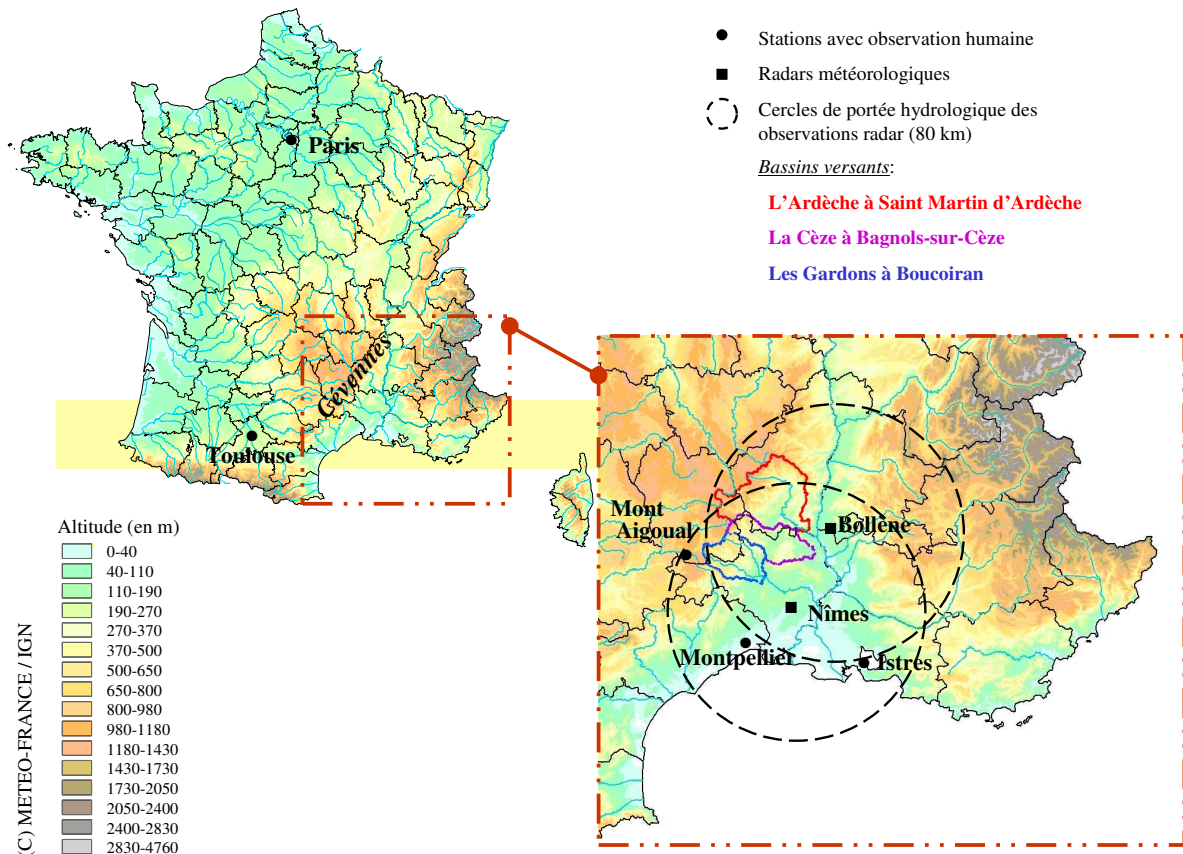 Stations avec observation humaine
Radars météorologiques
Cercles de portée hydrologique des
observations radar (80 km)
Bassins versants:
L'Ardèche à Saint Martin d'Ardèche
La Cèze à Bagnols-sur-Cèze
Les Gardons à Boucoiran
Paris
Cévennes
Toulouse
Mont
Aigoual
Bollène
Nîmes
Montpellier
Istres
Altitude (en m)
0-40
40-110
110-190
190-270
270-370
370-500
500-650
650-800
800-980
980-1180
1180-1430
1430-1730
1730-2050
2050-2400
2400-2830
2830-4760
(C) METEO-FRANCE / IGN